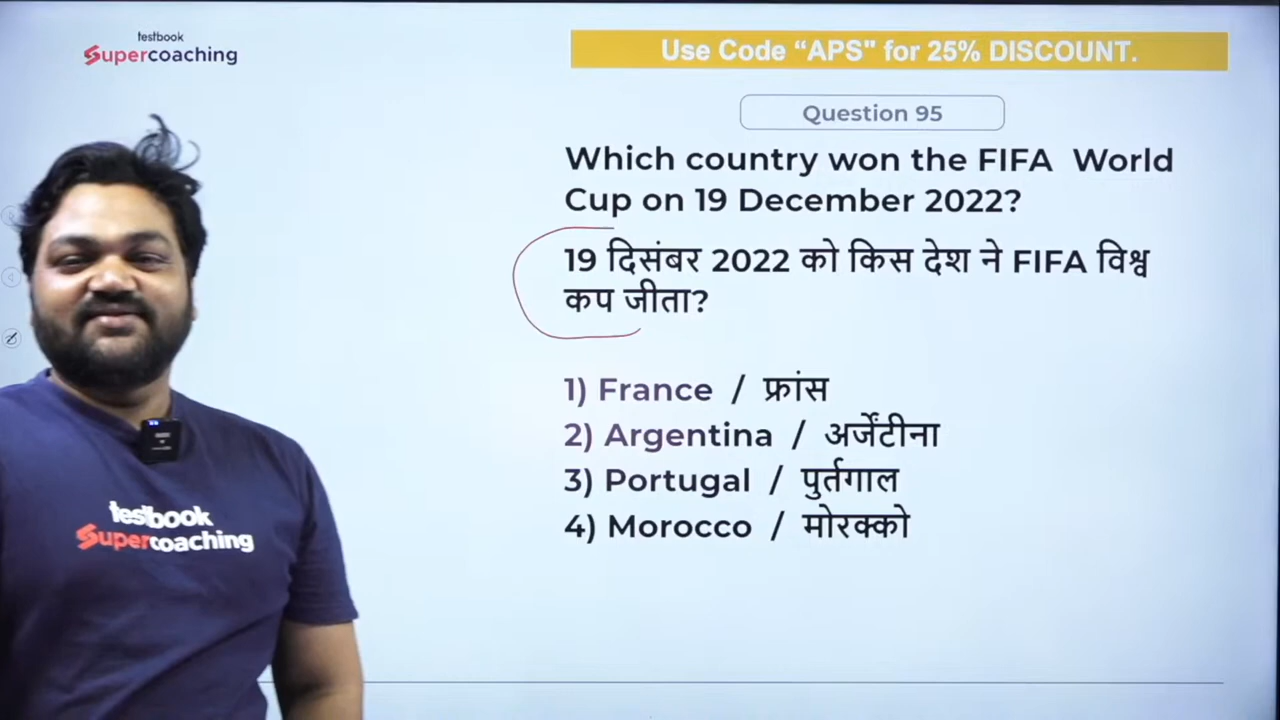 testbook
Supercoaching
Use Code “APS" for 25% DISCOUNT.
Question 95
Which country won the FIFA World
Cup on 19 December 2022?
19 दिसंबर 2022 को किस देश ने FIFA विश्व
कप जीता?
1) France / फ्रांस
2) Argentina / अर्जेंटीना
3) Portugal / पुर्तगाल
4) Morocco / मोरक्को
testbook
Supercoaching